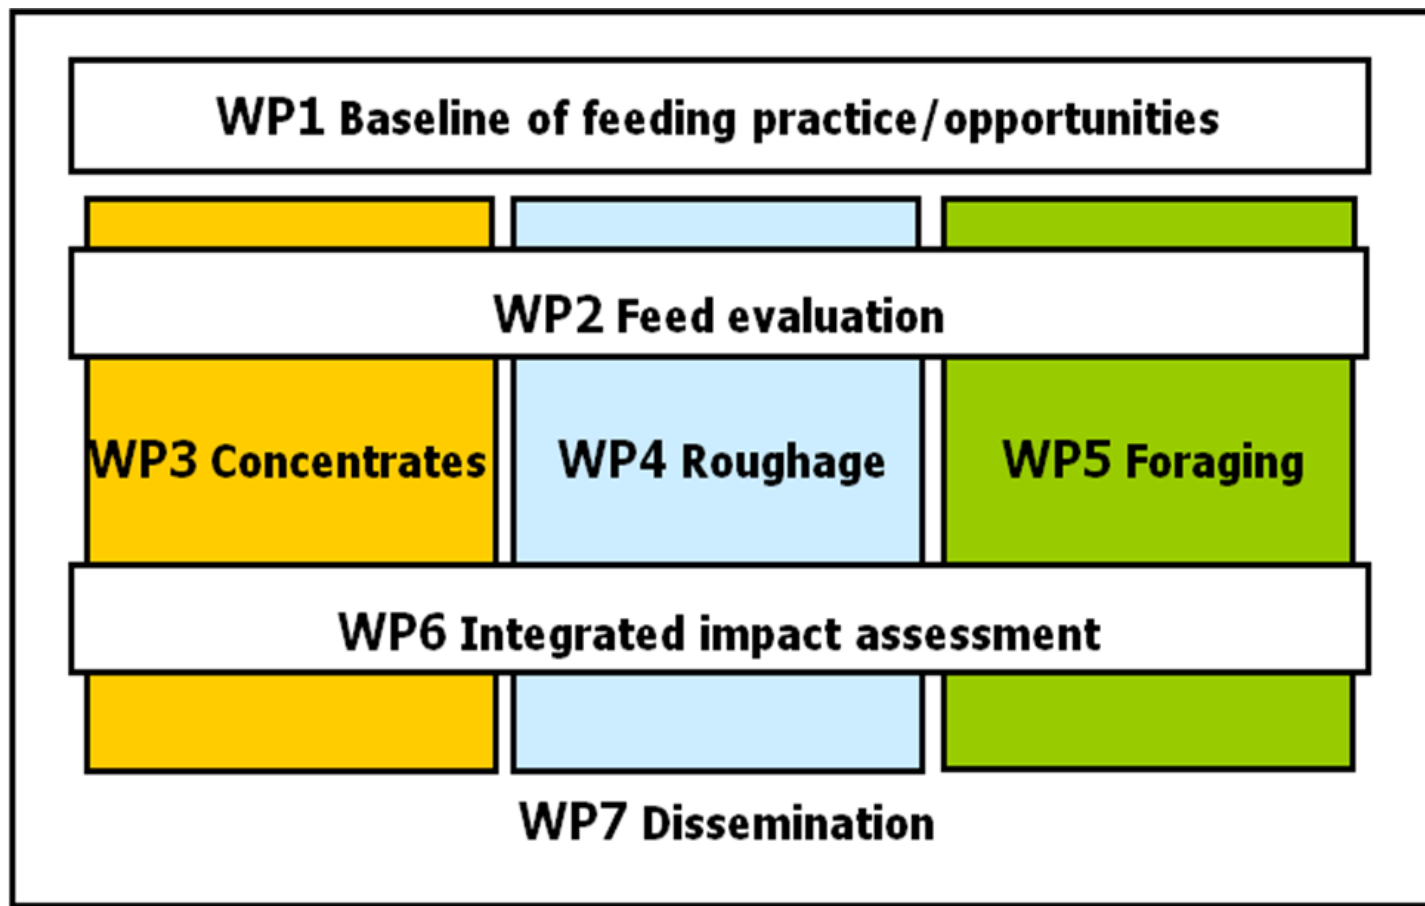 WP1 Baseline of feeding practice/opportunities
WP2 Feed evaluation
WP3 Concentrates
WP4 Roughage
WP5 Foraging
WP6 Integrated impact assessment
WP7 Dissemination